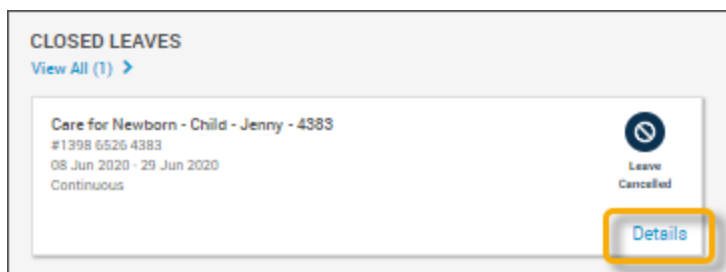 CLOSED LEAVES
View All (1)
Care for Newborn - Child - Jenny - 4383
#1398 6526 4383
08 Jun 2020 - 29 Jun 2020
Continuous
Leave
Cancelled
Details